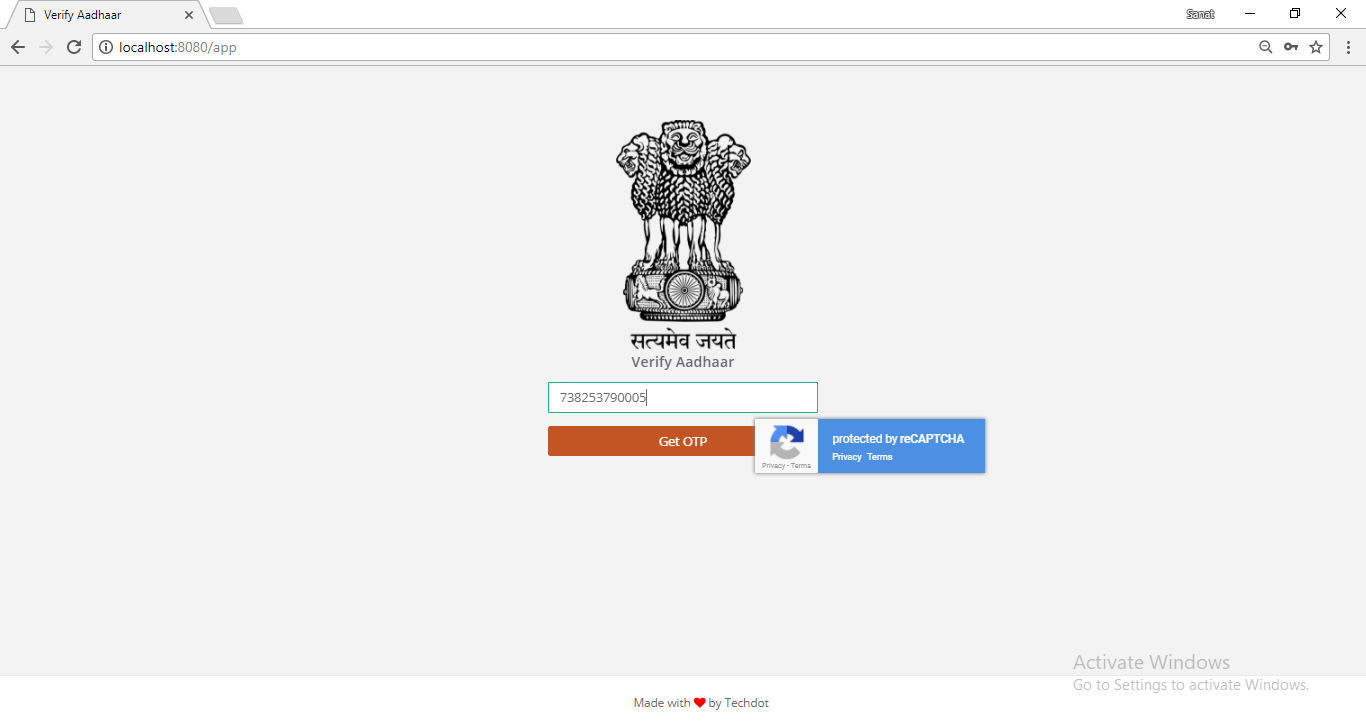 Verify Aadhaar
Sanat
localhost:8080/app
सत्यमेव जयते
Verify Aadhaar
738253790005
Get OTP
protected by reCAPTCHA
Privacy - Terms
Privacy Terms
Activate Windows
Go to Settings to activate Windows.
Made with ❤ by Techdot